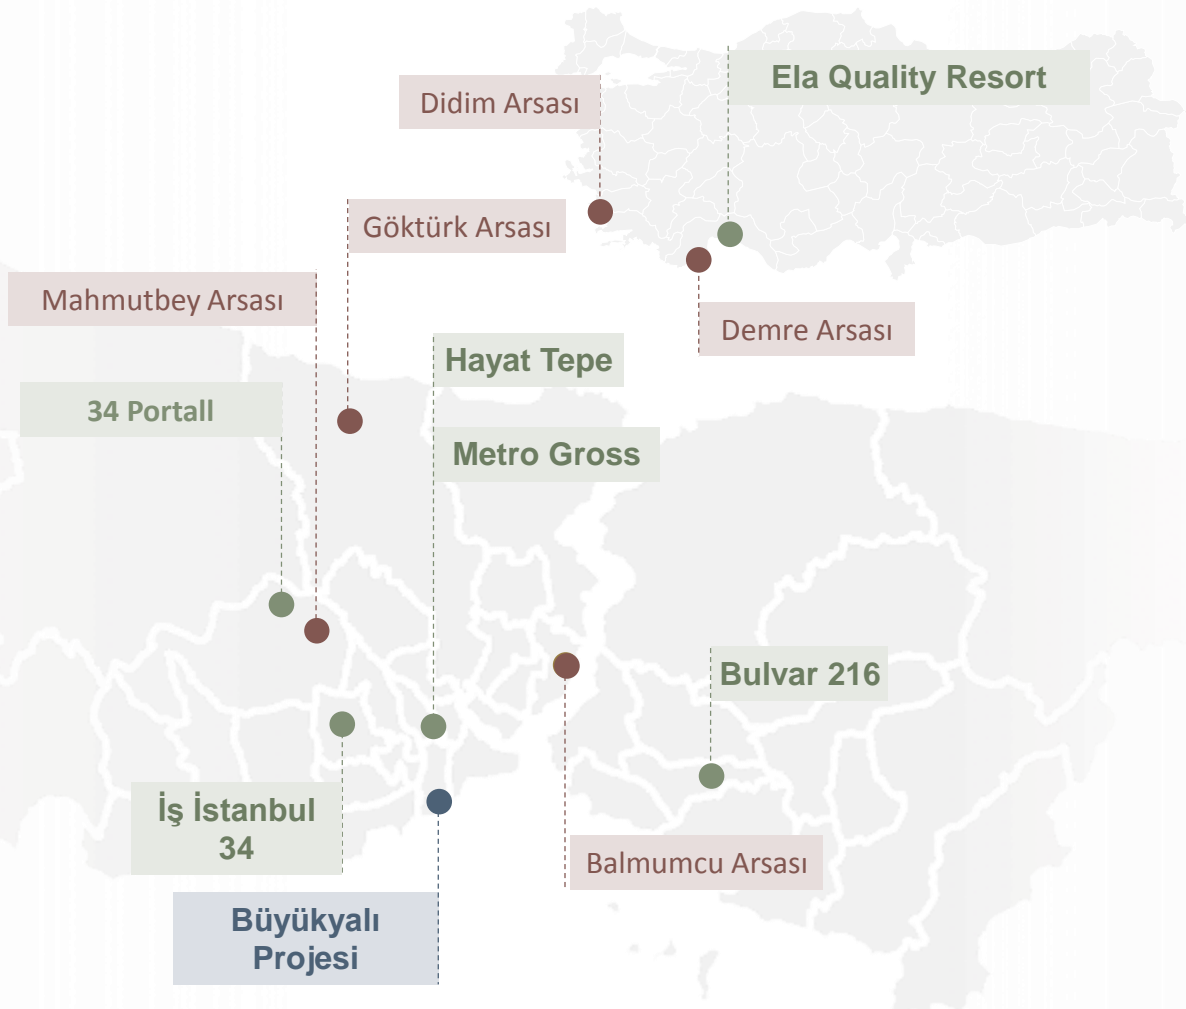 Ela Quality Resort
Didim Arsası
Göktürk Arsası
Mahmutbey Arsası
Demre Arsası
Hayat Tepe
34 Portall
Metro Gross
Bulvar 216
İş İstanbul
34
Balmumcu Arsası
Büyükyalı
Projesi